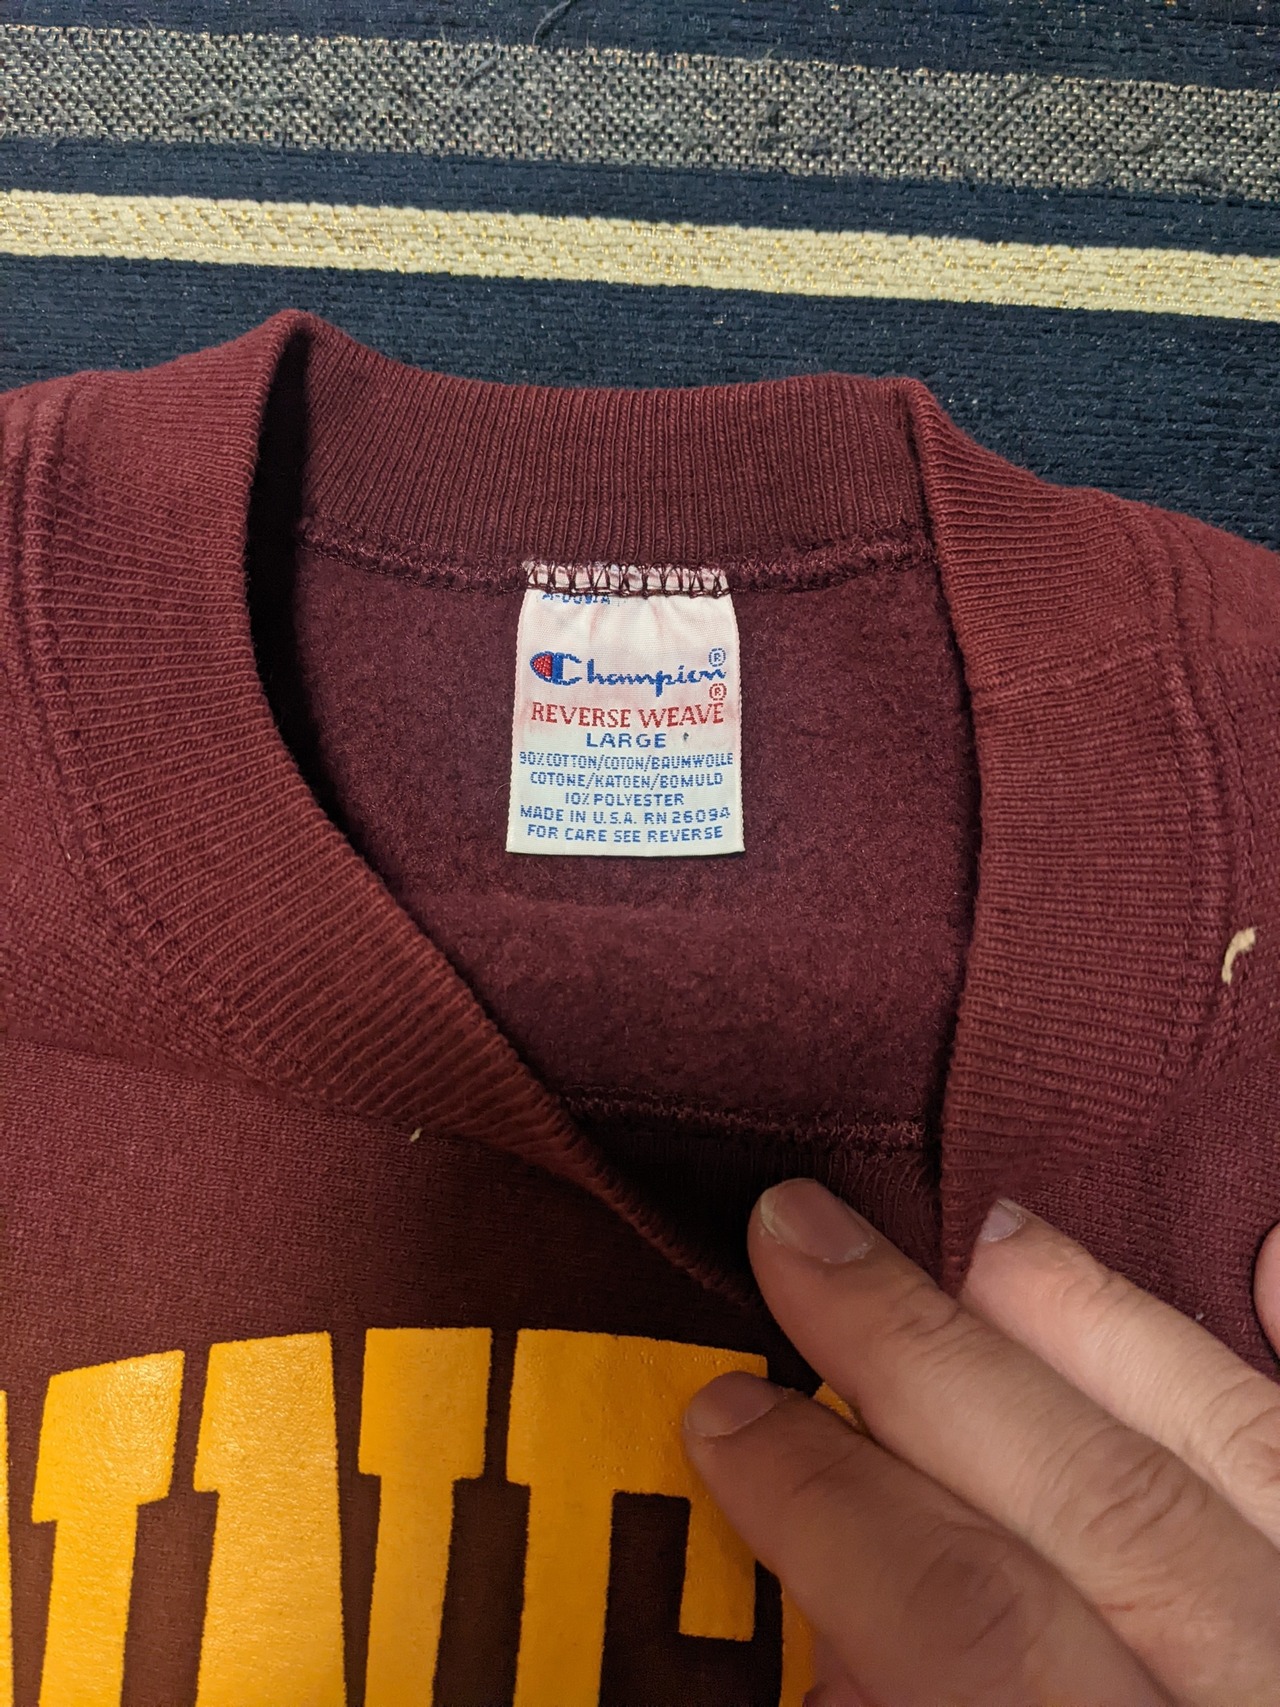 Champion®
REVERSE WEAVE®
LARGE
90% COTTON/COTON/BAUMWOLLE
COTONE/KATOEN/BOMULD
10% POLYESTER
MADE IN U.S.A. RN 26094
FOR CARE SEE REVERSE